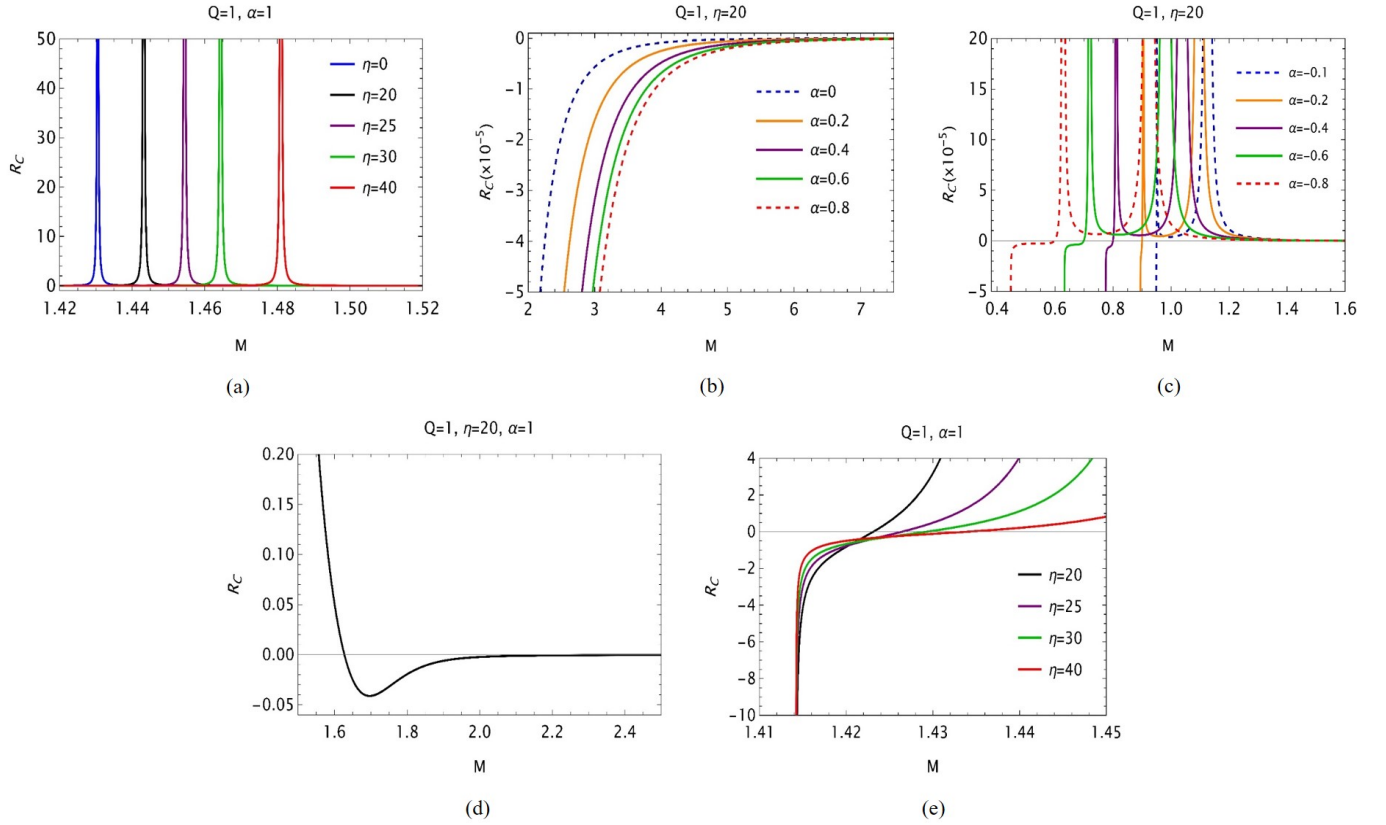 Q=1, α=1
R_C
50
40
30
20
10
0
η=0
η=20
η=25
η=30
η=40
1.42 1.44 1.46 1.48 1.50 1.52
M
(a)
Q=1, η=20
R_C(×10⁻⁵)
0
−1
−2
−3
−4
−5
α=0
α=0.2
α=0.4
α=0.6
α=0.8
2 3 4 5 6 7
M
(b)
Q=1, η=20
R_C(×10⁻⁵)
20
15
10
5
0
−5
α=−0.1
α=−0.2
α=−0.4
α=−0.6
α=−0.8
0.4 0.6 0.8 1.0 1.2 1.4 1.6
M
(c)
Q=1, η=20, α=1
R_C
0.20
0.15
0.10
0.05
0.00
−0.05
1.6 1.8 2.0 2.2 2.4
M
(d)
Q=1, α=1
R_C
4
2
0
−2
−4
−6
−8
−10
η=20
η=25
η=30
η=40
1.41 1.42 1.43 1.44 1.45
M
(e)